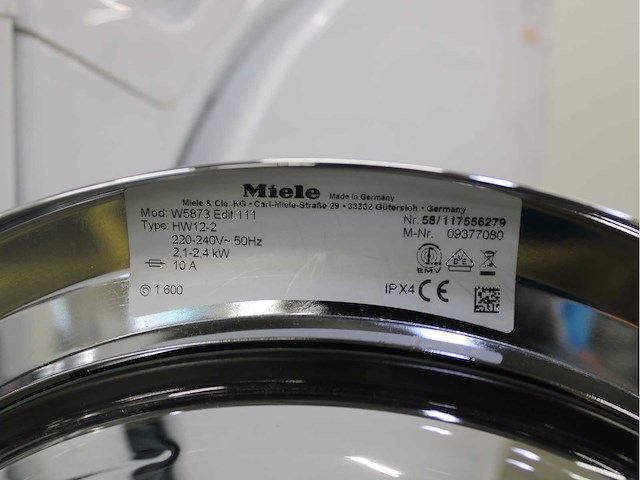 Miele Made in Germany
Miele & Cie. KG • Carl-Miele-Straße 29 • 33332 Gütersloh • Germany
Mod: W5873 Edit.111 Nr. 58/117556279
Type: HW12-2 M-Nr. 09377080
220-240V~ 50Hz
2,1-2,4 kW
10 A
EMV VDE
1.600 IPX4 CE